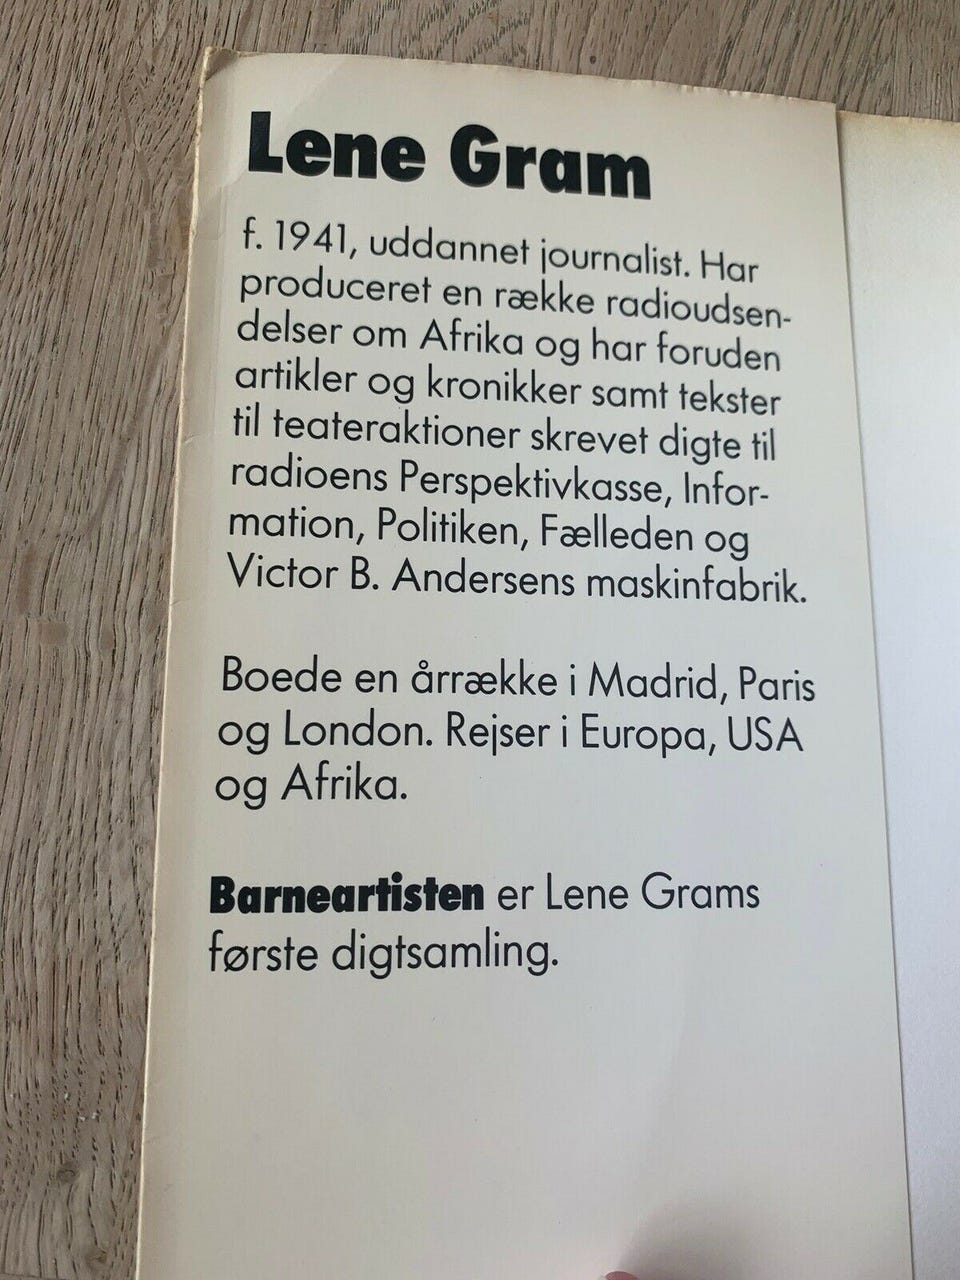 Lene Gram
f. 1941, uddannet journalist. Har
produceret en række radioudsen-
delser om Afrika og har foruden
artikler og kronikker samt tekster
til teateraktioner skrevet digte til
radioens Perspektivkasse, Infor-
mation, Politiken, Fælleden og
Victor B. Andersens maskinfabrik.
Boede en årrække i Madrid, Paris
og London. Rejser i Europa, USA
og Afrika.
Barneartisten er Lene Grams
første digtsamling.